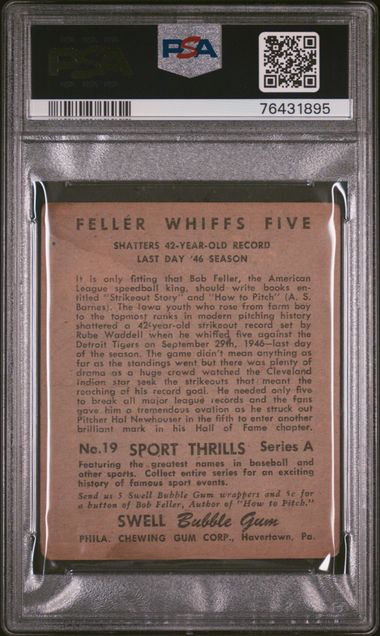 PSA
PSA
76431895
FELLER WHIFFS FIVE
SHATTERS 42-YEAR-OLD RECORD
LAST DAY '46 SEASON
It is only fitting that Bob Feller, the American
League speedball king, should write books en-
titled "Strikeout Story" and "How to Pitch" (A. S.
Barnes). The Iowa youth who rose from farm boy
to the topmost ranks in modern pitching history
shattered a 42-year-old strikeout record set by
Rube Waddell when he whiffed five against the
Detroit Tigers on September 29th, 1946—last day
of the season. The game didn't mean anything as
far as the standings went but there was plenty of
drama as a huge crowd watched the Cleveland
Indian star seek the strikeouts that meant the
reaching of his record goal. He needed only five
to break all major league records and the fans
gave him a tremendous ovation as he struck out
Pitcher Hal Newhouser in the fifth to enter another
brilliant mark in his Hall of Fame chapter.
No. 19 SPORT THRILLS Series A
Featuring the greatest names in baseball and
other sports. Collect entire series for an exciting
history of famous sport events.
Send us 5 Swell Bubble Gum wrappers and 5c for
a button of Bob Feller, Author of "How to Pitch."
SWELL Bubble Gum
PHILA. CHEWING GUM CORP., Havertown, Pa.